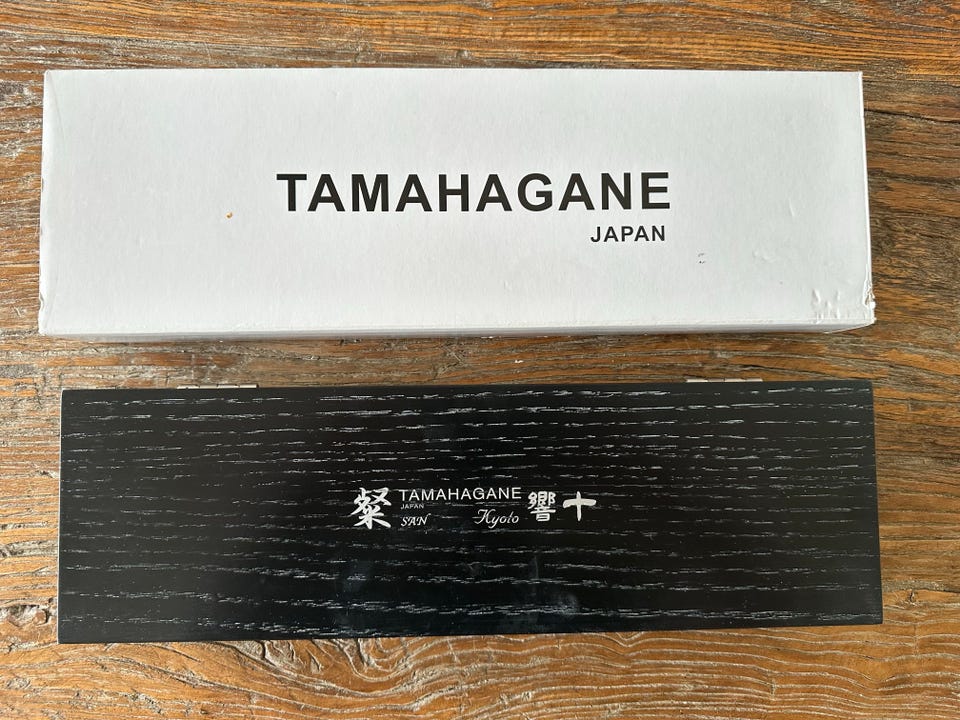 TAMAHAGANE
JAPAN
粲 TAMAHAGANE 響十
JAPAN
SAN Kyoto